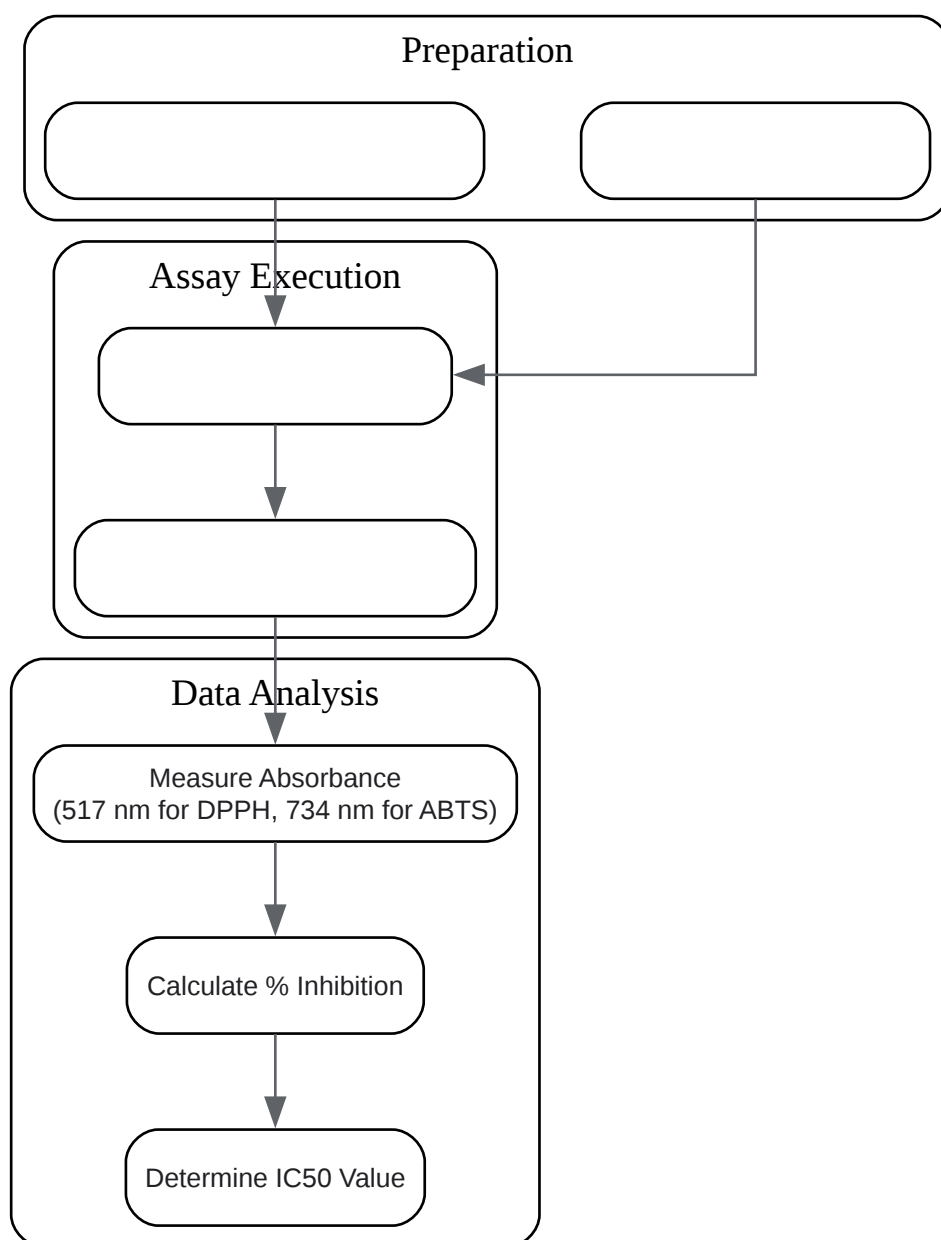 Preparation
Assay Execution
Data Analysis
Measure Absorbance
(517 nm for DPPH, 734 nm for ABTS)
Calculate % Inhibition
Determine IC50 Value